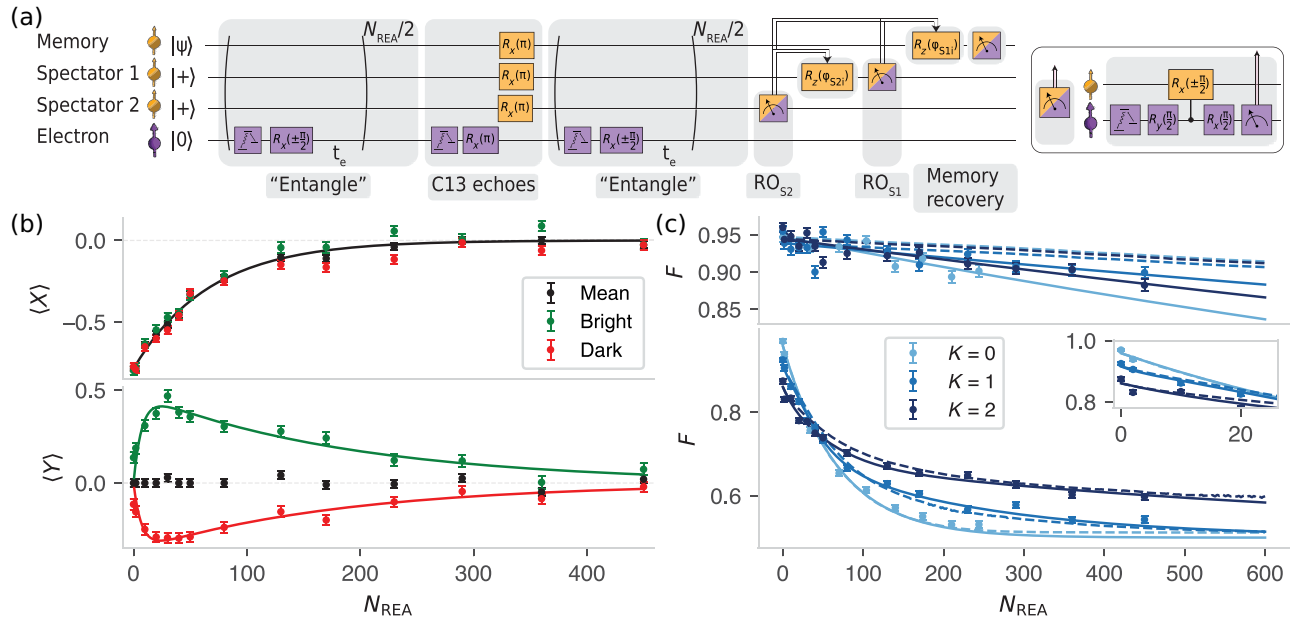 (a)
N_REA/2
N_REA/2
Memory |ψ⟩ R_x(π) R_z(φ_S1i)
Spectator 1 |+⟩ R_x(π) R_z(φ_S2i) R_x(±π/2)
Spectator 2 |+⟩ R_x(π)
Electron |0⟩ R_x(±π/2) R_x(π) R_x(±π/2) R_y(π/2) R_x(π/2)
t_e t_e
“Entangle” C13 echoes “Entangle” RO_S2 RO_S1 Memory
recovery
(b)
⟨X⟩
0.0
−0.5
Mean
Bright
Dark
⟨Y⟩
0.5
0.0
0 100 200 300 400
N_REA
(c)
F
0.95
0.90
0.85
F
0.8
0.6
K = 0
K = 1
K = 2
1.0
0.8
0 20
0 100 200 300 400 500 600
N_REA